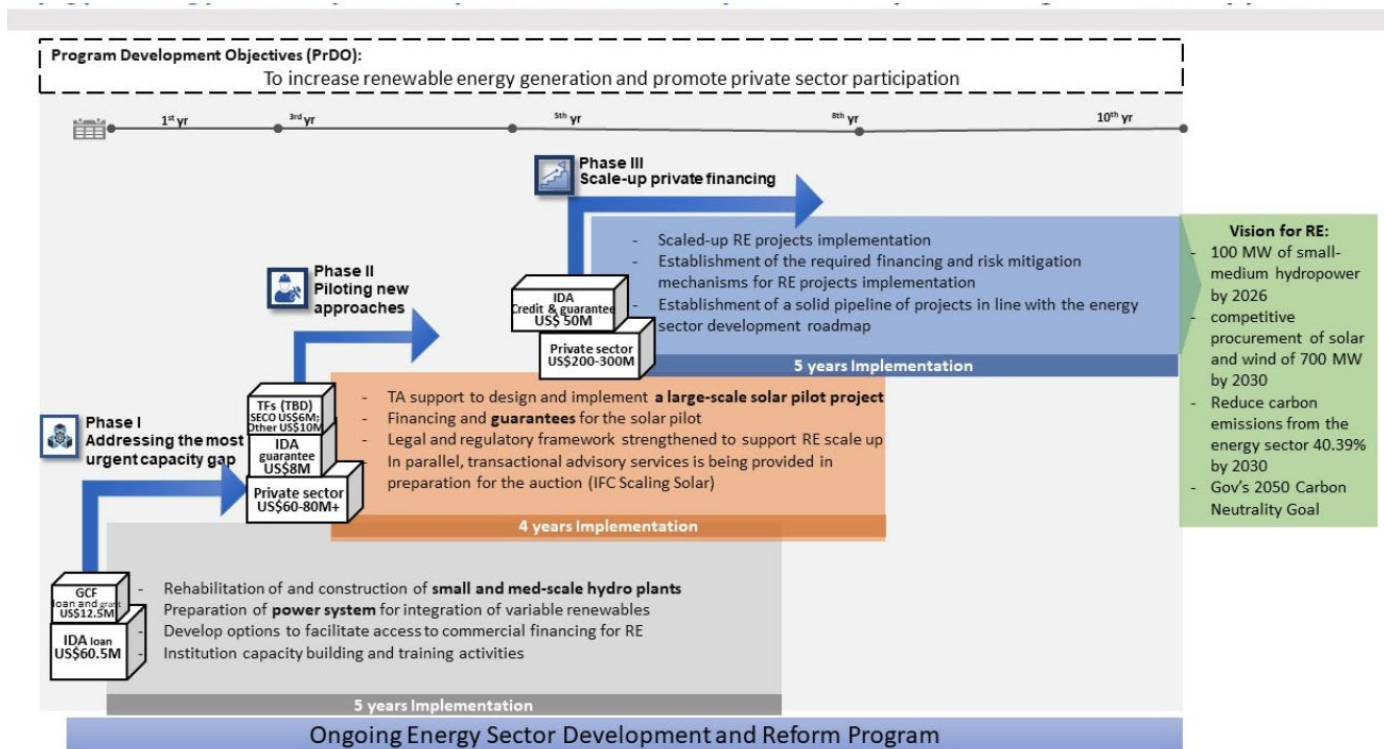 Program Development Objectives (PrDO):
To increase renewable energy generation and promote private sector participation
1st yr
3rd yr
5th yr
8th yr
10th yr
Phase III
Scale-up private financing
- Scaled-up RE projects implementation
- Establishment of the required financing and risk mitigation
mechanisms for RE projects implementation
- Establishment of a solid pipeline of projects in line with the energy
sector development roadmap
IDA
Credit & guarantee
US$ 50M
Private sector
US$200-300M
5 years Implementation
Vision for RE:
- 100 MW of small-
medium hydropower
by 2026
- competitive
procurement of solar
and wind of 700 MW
by 2030
- Reduce carbon
emissions from the
energy sector 40.39%
by 2030
- Gov's 2050 Carbon
Neutrality Goal
Phase II
Piloting new
approaches
TFs (TBD)
SECO US$6M;
Other US$10M
IDA
guarantee
US$8M
Private sector
US$60-80M+
- TA support to design and implement a large-scale solar pilot project
- Financing and guarantees for the solar pilot
- Legal and regulatory framework strengthened to support RE scale up
- In parallel, transactional advisory services is being provided in
preparation for the auction (IFC Scaling Solar)
4 years Implementation
Phase I
Addressing the most
urgent capacity gap
GCF
loan and grant
US$12.5M
IDA loan
US$60.5M
- Rehabilitation of and construction of small and med-scale hydro plants
- Preparation of power system for integration of variable renewables
- Develop options to facilitate access to commercial financing for RE
- Institution capacity building and training activities
5 years Implementation
Ongoing Energy Sector Development and Reform Program